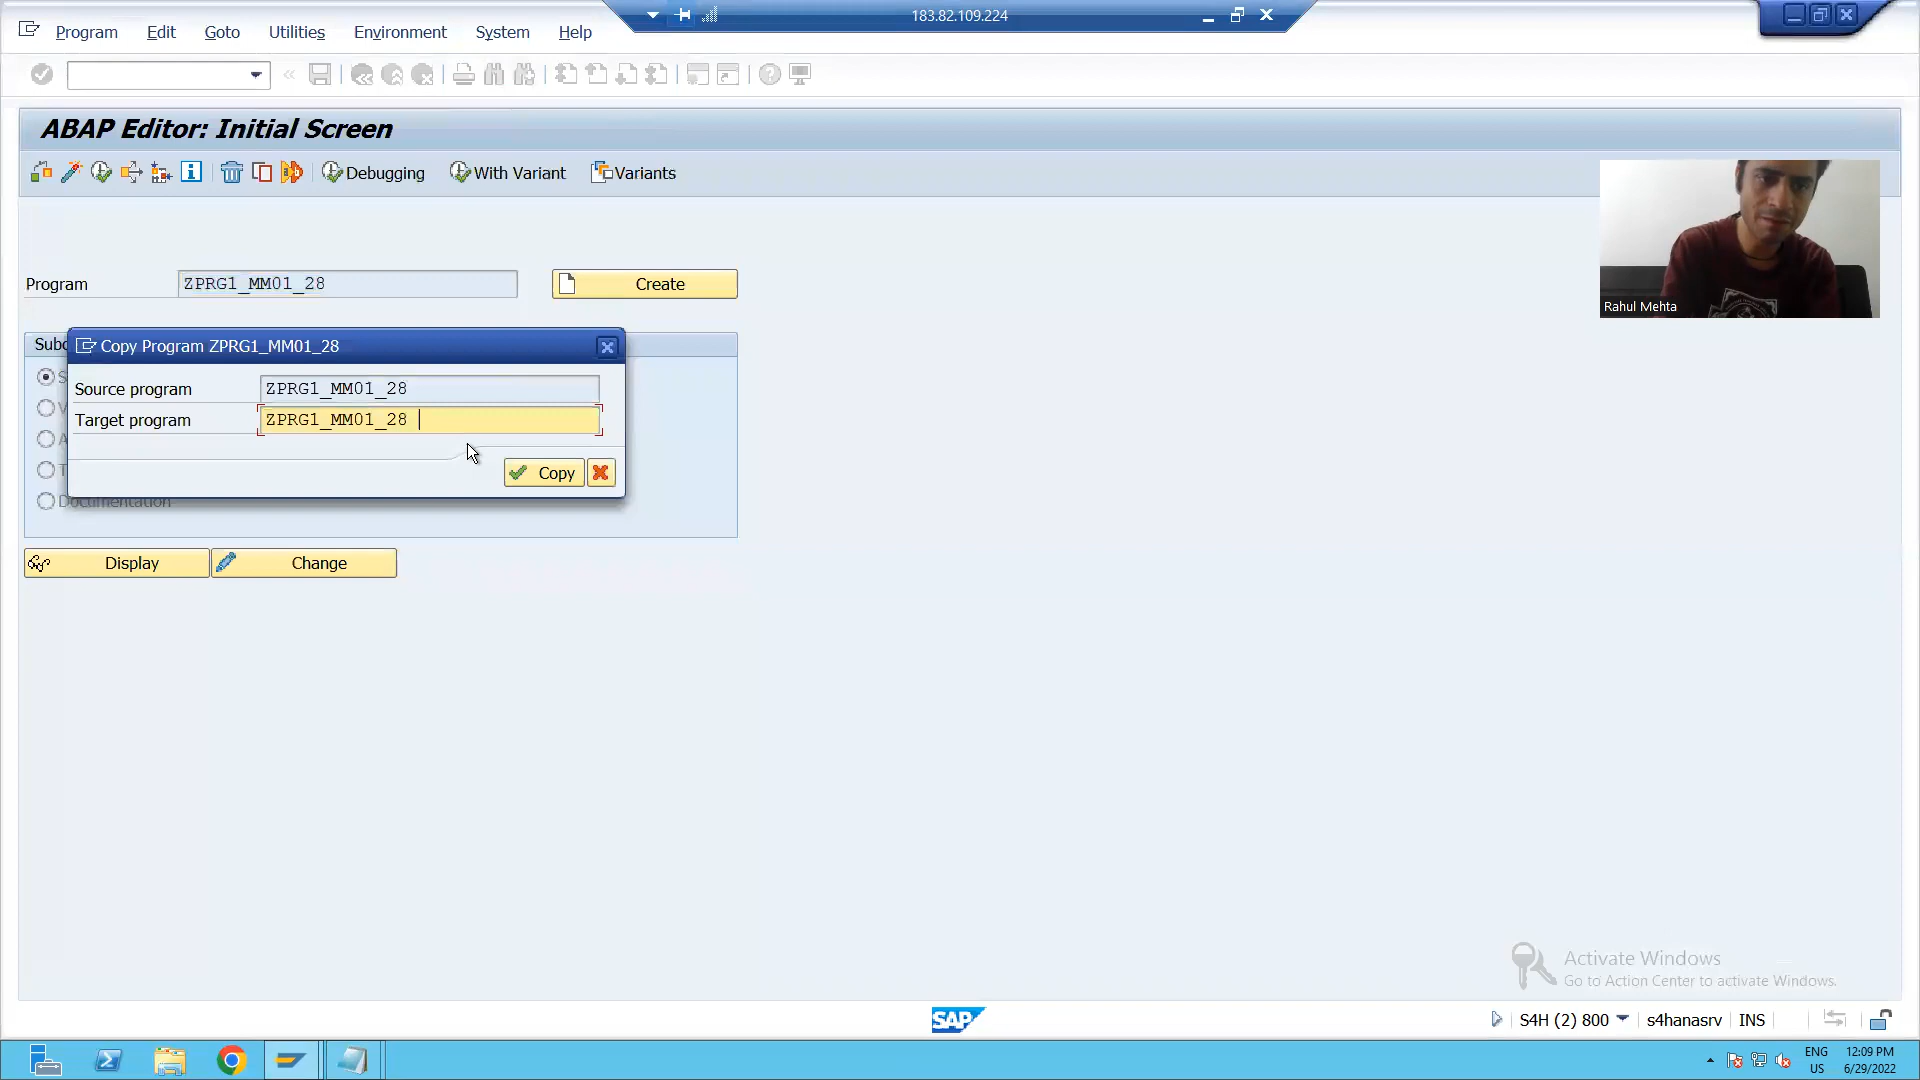 183.82.109.224
Program Edit Goto Utilities Environment System Help
ABAP Editor: Initial Screen
Debugging With Variant Variants
Program ZPRG1_MM01_28 Create
Rahul Mehta
Copy Program ZPRG1_MM01_28
Source program ZPRG1_MM01_28
Target program ZPRG1_MM01_28
Copy
Documentation
Display Change
Activate Windows
Go to Action Center to activate Windows.
SAP
S4H (2) 800 s4hanasrv INS
ENG 12:09 PM
US 6/29/2022